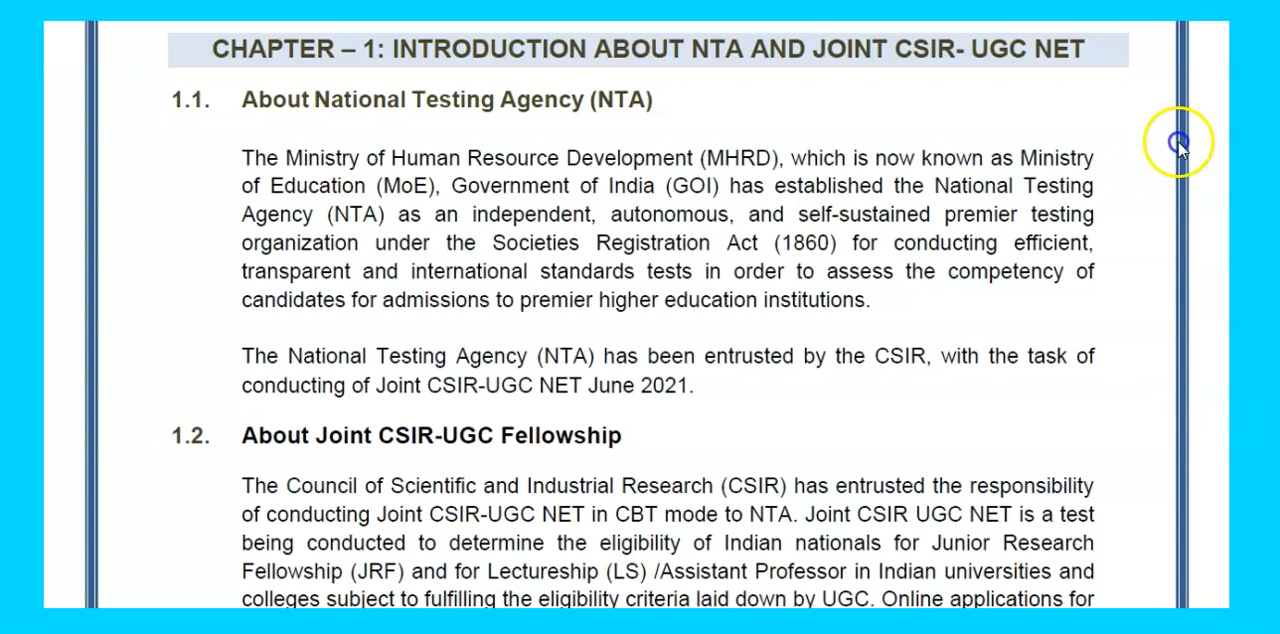 CHAPTER – 1: INTRODUCTION ABOUT NTA AND JOINT CSIR- UGC NET
1.1. About National Testing Agency (NTA)
The Ministry of Human Resource Development (MHRD), which is now known as Ministry
of Education (MoE), Government of India (GOI) has established the National Testing
Agency (NTA) as an independent, autonomous, and self-sustained premier testing
organization under the Societies Registration Act (1860) for conducting efficient,
transparent and international standards tests in order to assess the competency of
candidates for admissions to premier higher education institutions.
The National Testing Agency (NTA) has been entrusted by the CSIR, with the task of
conducting of Joint CSIR-UGC NET June 2021.
1.2. About Joint CSIR-UGC Fellowship
The Council of Scientific and Industrial Research (CSIR) has entrusted the responsibility
of conducting Joint CSIR-UGC NET in CBT mode to NTA. Joint CSIR UGC NET is a test
being conducted to determine the eligibility of Indian nationals for Junior Research
Fellowship (JRF) and for Lectureship (LS) /Assistant Professor in Indian universities and
colleges subject to fulfilling the eligibility criteria laid down by UGC. Online applications for